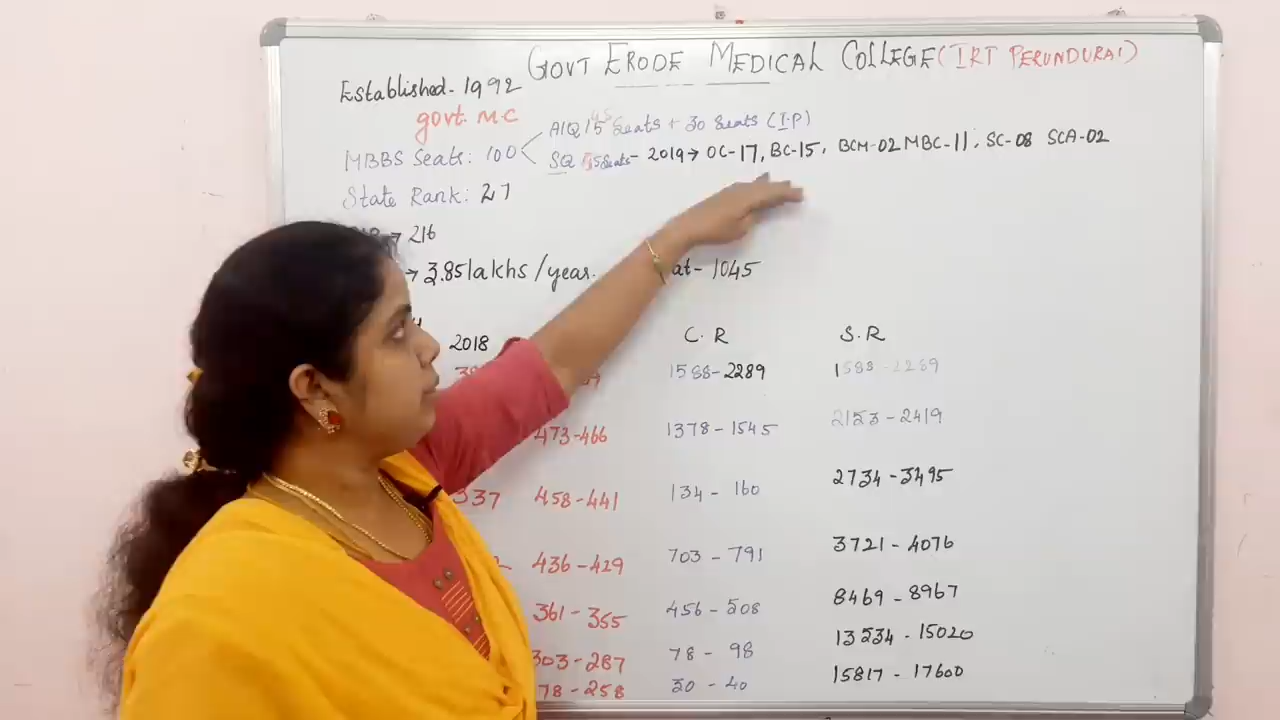 GOVT ERODE MEDICAL COLLEGE (IRT PERUNDURAI)
Established - 1992
govt. M.C
AIQ 15 Seats + 30 Seats (I.P)
MBBS Seats: 100
SQ Seats - 2019 → OC-17, BC-15, BCM-02 MBC-11, SC-08 SCA-02
State Rank: 27
→ 216
→ 3.85 lakhs/year. at - 1045
2018 C.R S.R
1588-2289 1588-2289
473-466 1378-1545 2153-2419
337 458-441 134-160 2734-3495
436-429 703-791 3721-4076
361-355 456-508 8469-8967
303-287 78-98 13534-15020
78-258 30-40 15817-17600